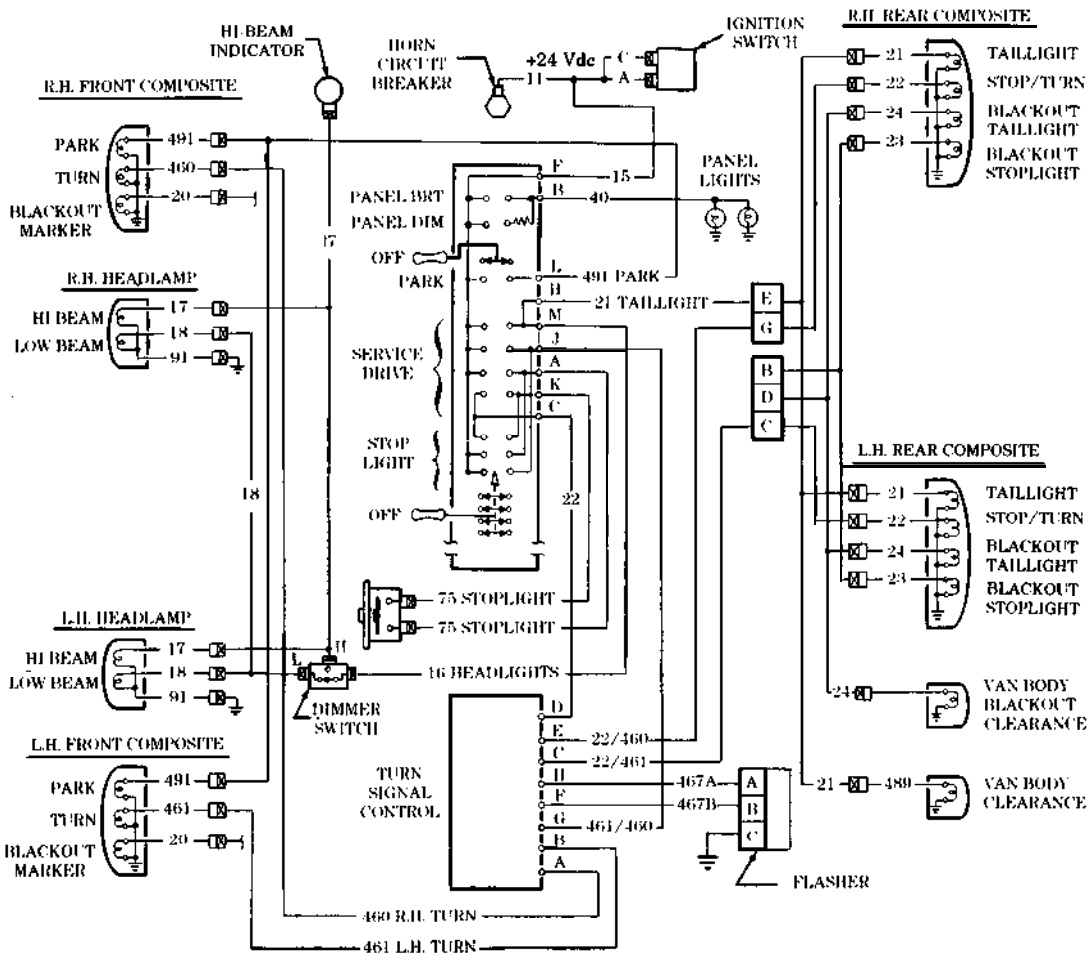 HI-BEAM
INDICATOR
HORN
CIRCUIT
BREAKER
+24 Vdc
11
C
A
IGNITION
SWITCH
R.H. REAR COMPOSITE
21
TAILLIGHT
22
STOP/TURN
24
BLACKOUT
TAILLIGHT
23
BLACKOUT
STOPLIGHT
R.H. FRONT COMPOSITE
PARK
491
TURN
460
BLACKOUT
MARKER
20
17
R.H. HEADLAMP
HI BEAM
17
LOW BEAM
18
91
F
15
PANEL BRT
B
40
PANEL
LIGHTS
PANEL DIM
OFF
PARK
L
491 PARK
H
21 TAILLIGHT
M
J
SERVICE
DRIVE
A
K
C
STOP
LIGHT
OFF
22
18
E
G
B
D
C
L.H. REAR COMPOSITE
21
TAILLIGHT
22
STOP/TURN
24
BLACKOUT
TAILLIGHT
23
BLACKOUT
STOPLIGHT
75 STOPLIGHT
75 STOPLIGHT
L.H. HEADLAMP
HI BEAM
17
LOW BEAM
18
91
L
H
16 HEADLIGHTS
DIMMER
SWITCH
24
VAN BODY
BLACKOUT
CLEARANCE
L.H. FRONT COMPOSITE
PARK
491
TURN
461
BLACKOUT
MARKER
20
TURN
SIGNAL
CONTROL
D
E
22/460
C
22/461
H
467A
F
467B
G
461/460
B
A
A
B
C
FLASHER
21
489
VAN BODY
CLEARANCE
460 R.H. TURN
461 L.H. TURN